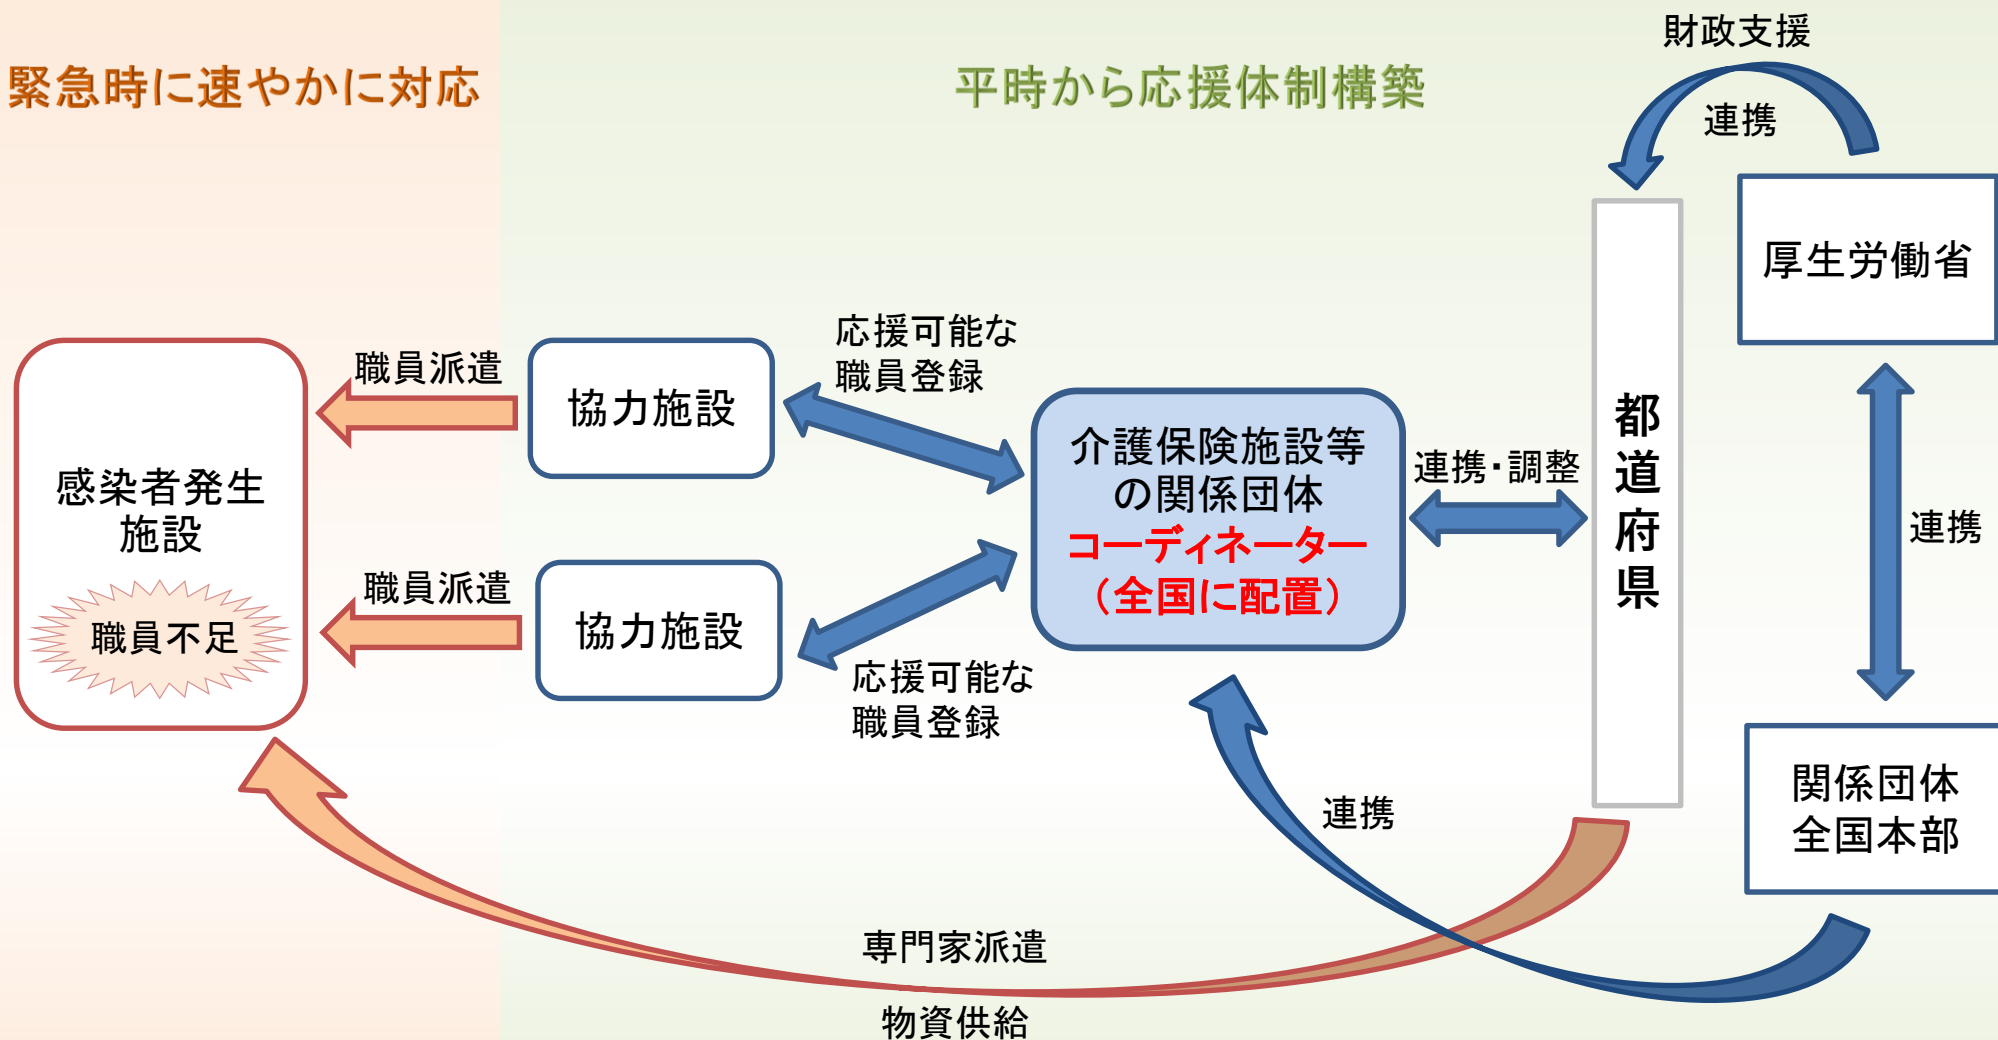 緊急時に速やかに対応
平時から応援体制構築
財政支援
連携
厚生労働省
連携
関係団体
全国本部
都道府県
連携・調整
介護保険施設等
の関係団体
コーディネーター
（全国に配置）
応援可能な
職員登録
応援可能な
職員登録
協力施設
協力施設
職員派遣
職員派遣
感染者発生
施設
職員不足
連携
専門家派遣
物資供給